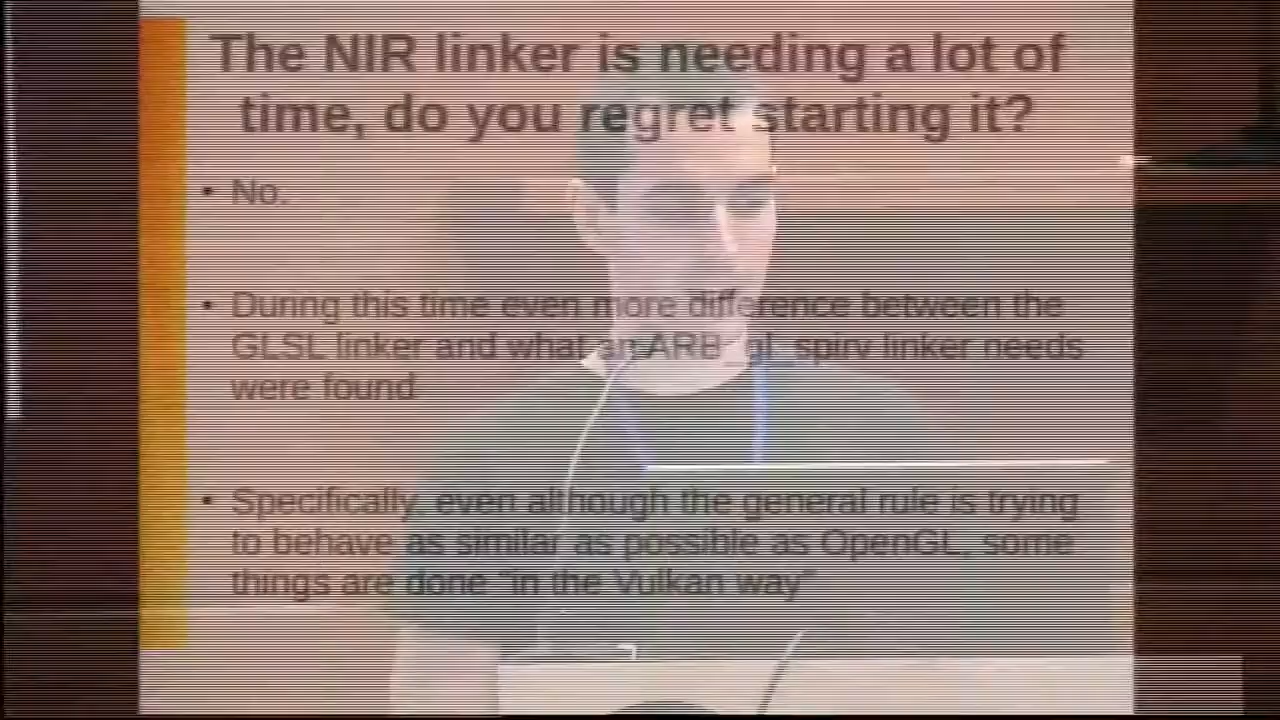 The NIR linker is needing a lot of
time, do you regret starting it?
• No.
• During this time even more difference between the
GLSL linker and what an ARB_gl_spirv linker needs
were found
• Specifically, even although the general rule is trying
to behave as similar as possible as OpenGL, some
things are done “in the Vulkan way”